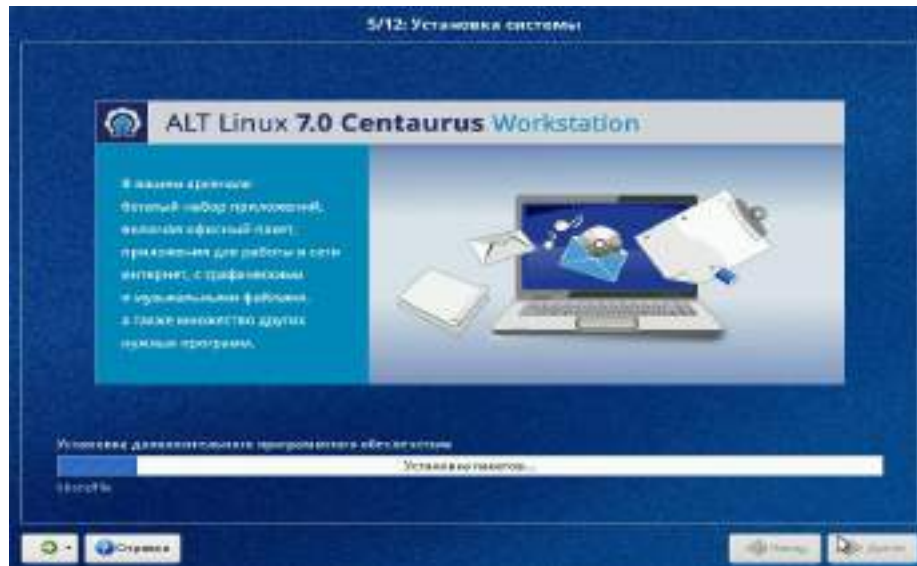 5/12: Установка системы
ALT Linux 7.0 Centaurus Workstation
В вашем арсенале
богатый набор приложений,
включая офисный пакет,
приложения для работы в сети
интернет, с графическими
и музыкальными файлами,
а также множество других
нужных программ.
Установка дополнительного программного обеспечения
Установка пакетов...
Справка
Назад
Далее